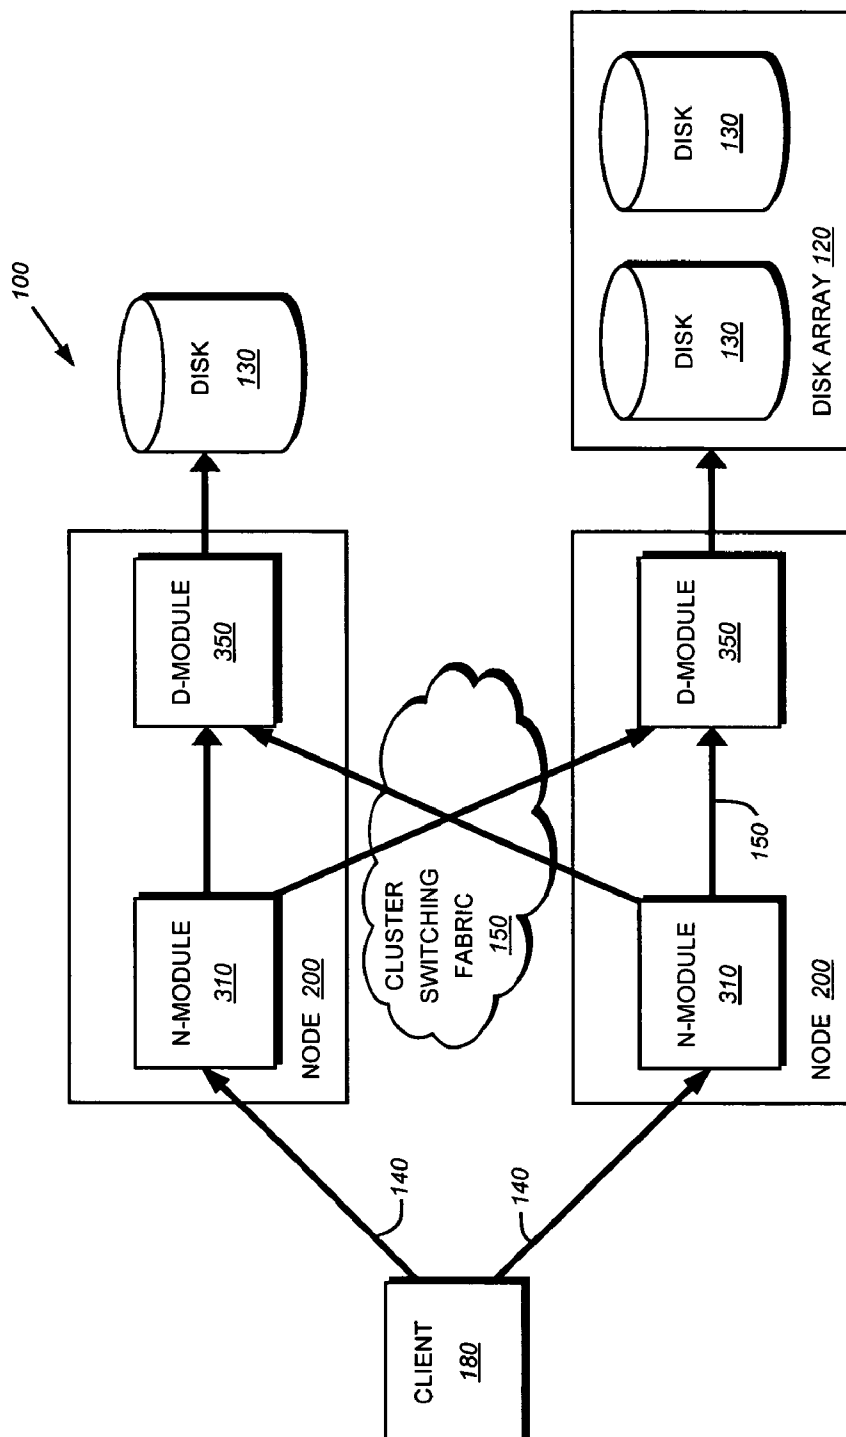 100
CLIENT
180
140
140
N-MODULE
310
NODE 200
D-MODULE
350
DISK
130
CLUSTER
SWITCHING
FABRIC
150
N-MODULE
310
NODE 200
150
D-MODULE
350
DISK
130
DISK
130
DISK ARRAY 120